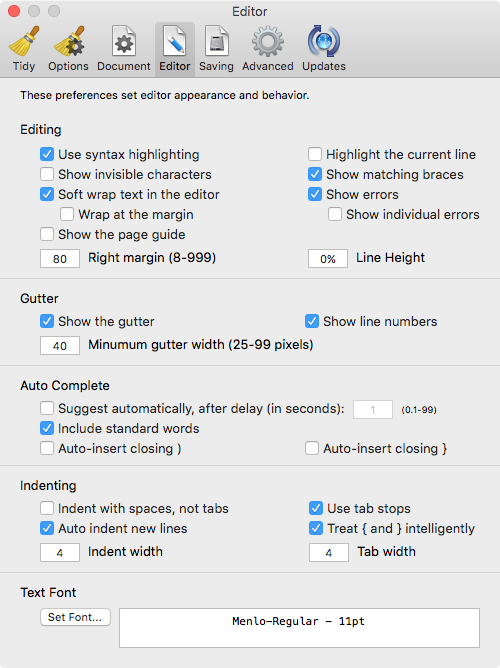 Editor
Tidy Options Document Editor Saving Advanced Updates
These preferences set editor appearance and behavior.
Editing
Use syntax highlighting Highlight the current line
Show invisible characters Show matching braces
Soft wrap text in the editor Show errors
Wrap at the margin Show individual errors
Show the page guide
80 Right margin (8-999) 0% Line Height
Gutter
Show the gutter Show line numbers
40 Minumum gutter width (25-99 pixels)
Auto Complete
Suggest automatically, after delay (in seconds): 1 (0.1-99)
Include standard words
Auto-insert closing ) Auto-insert closing }
Indenting
Indent with spaces, not tabs Use tab stops
Auto indent new lines Treat { and } intelligently
4 Indent width 4 Tab width
Text Font
Set Font... Menlo-Regular - 11pt